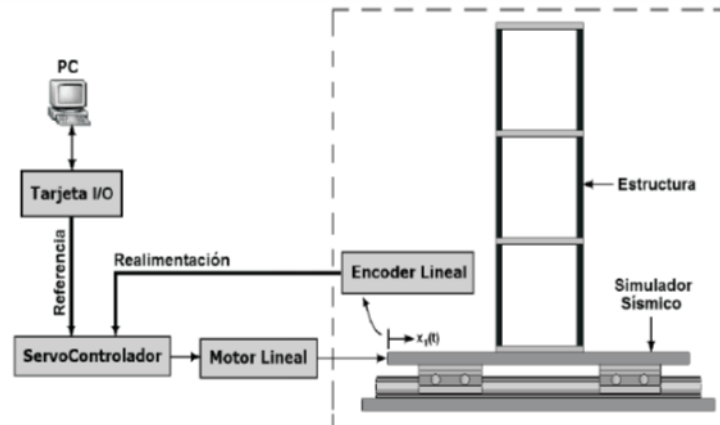 PC
Tarjeta I/O
Referencia
Realimentación
Encoder Lineal
ServoControlador
Motor Lineal
x₁(t)
Estructura
Simulador
Sísmico